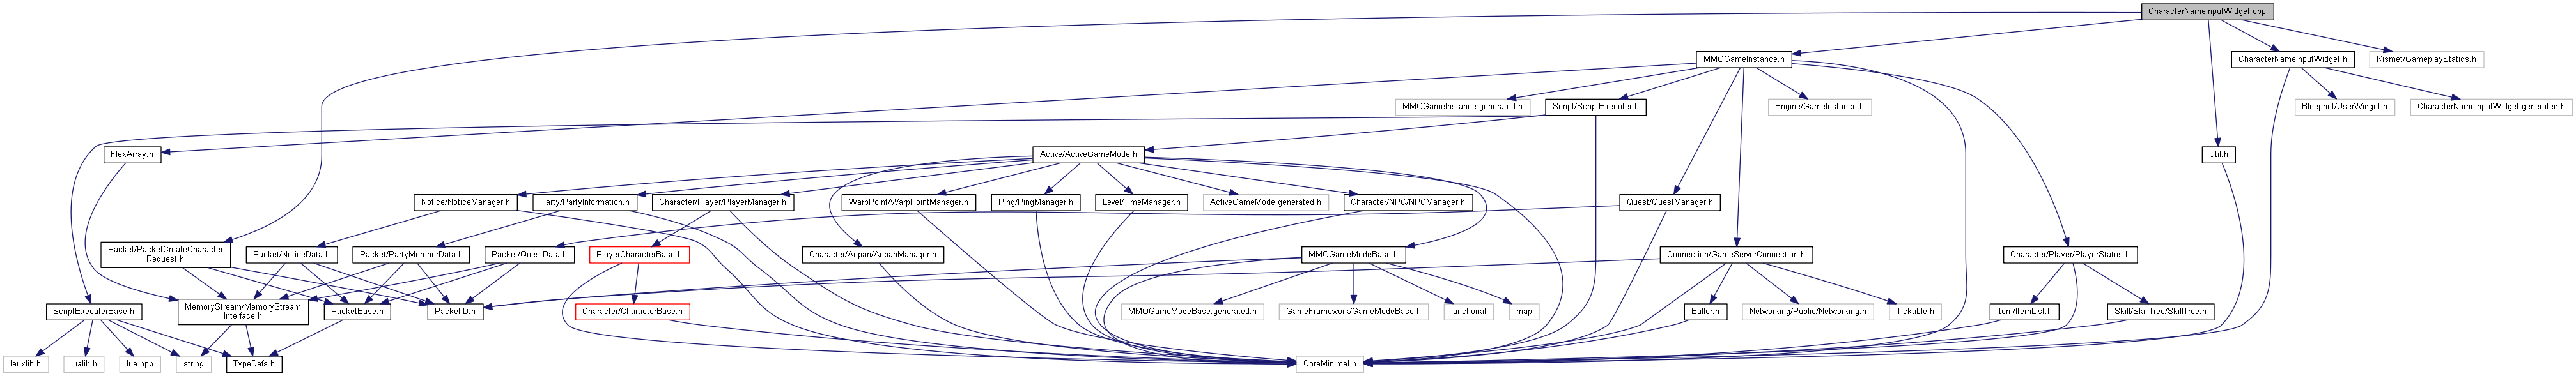 CharacterNameInputWidget.cpp
MMOGameInstance.h
CharacterNameInputWidget.h
Kismet/GameplayStatics.h
MMOGameInstance.generated.h
Script/ScriptExecuter.h
Engine/GameInstance.h
Blueprint/UserWidget.h
CharacterNameInputWidget.generated.h
FlexArray.h
Active/ActiveGameMode.h
Util.h
Notice/NoticeManager.h
Party/PartyInformation.h
Character/Player/PlayerManager.h
WarpPoint/WarpPointManager.h
Ping/PingManager.h
Level/TimeManager.h
ActiveGameMode.generated.h
Character/NPC/NPCManager.h
Quest/QuestManager.h
Packet/PacketCreateCharacter
Request.h
Packet/NoticeData.h
Packet/PartyMemberData.h
Packet/QuestData.h
PlayerCharacterBase.h
Character/Anpan/AnpanManager.h
MMOGameModeBase.h
Connection/GameServerConnection.h
Character/Player/PlayerStatus.h
ScriptExecuterBase.h
MemoryStream/MemoryStream
Interface.h
PacketBase.h
PacketID.h
Character/CharacterBase.h
MMOGameModeBase.generated.h
GameFramework/GameModeBase.h
functional
map
Buffer.h
Networking/Public/Networking.h
Tickable.h
Item/ItemList.h
Skill/SkillTree/SkillTree.h
lauxlib.h
lualib.h
lua.hpp
string
TypeDefs.h
CoreMinimal.h